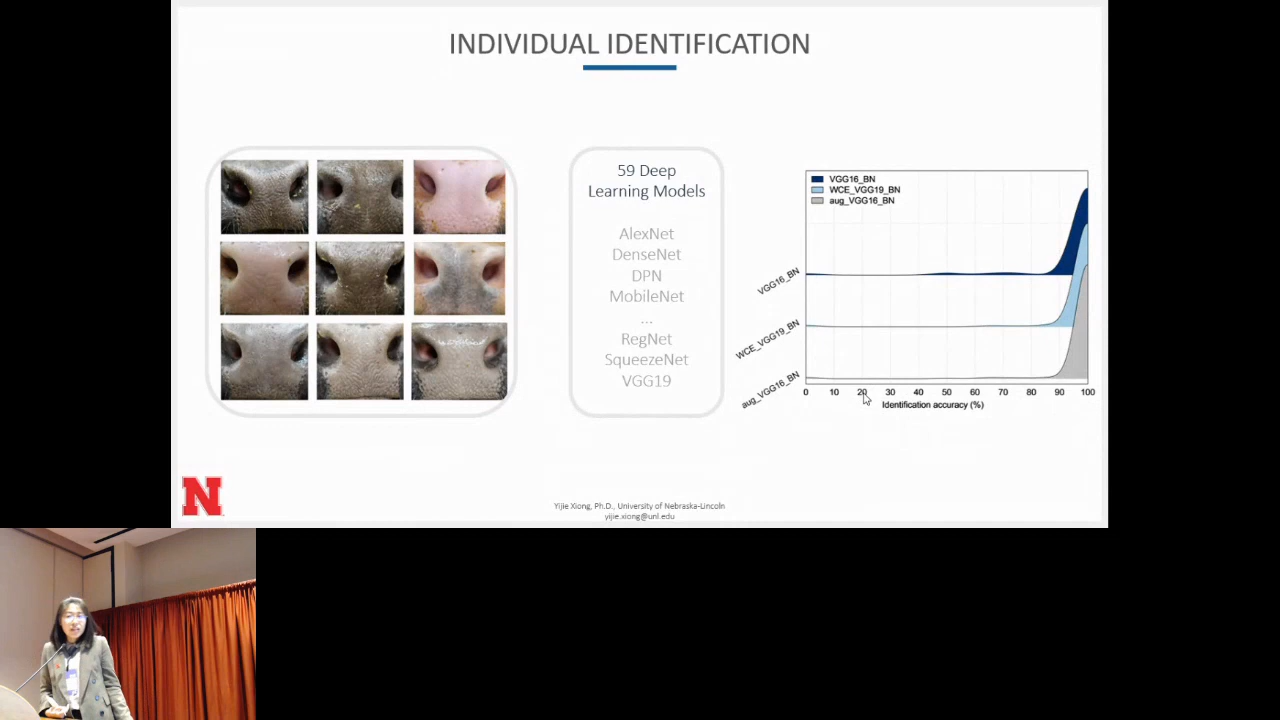 INDIVIDUAL IDENTIFICATION
59 Deep
Learning Models
AlexNet
DenseNet
DPN
MobileNet
...
RegNet
SqueezeNet
VGG19
VGG16_BN
WCE_VGG19_BN
aug_VGG16_BN
VGG16_BN
WCE_VGG19_BN
aug_VGG16_BN
0 10 20 30 40 50 60 70 80 90 100
Identification accuracy (%)
N
Yijie Xiong, Ph.D., University of Nebraska-Lincoln
yijie.xiong@unl.edu